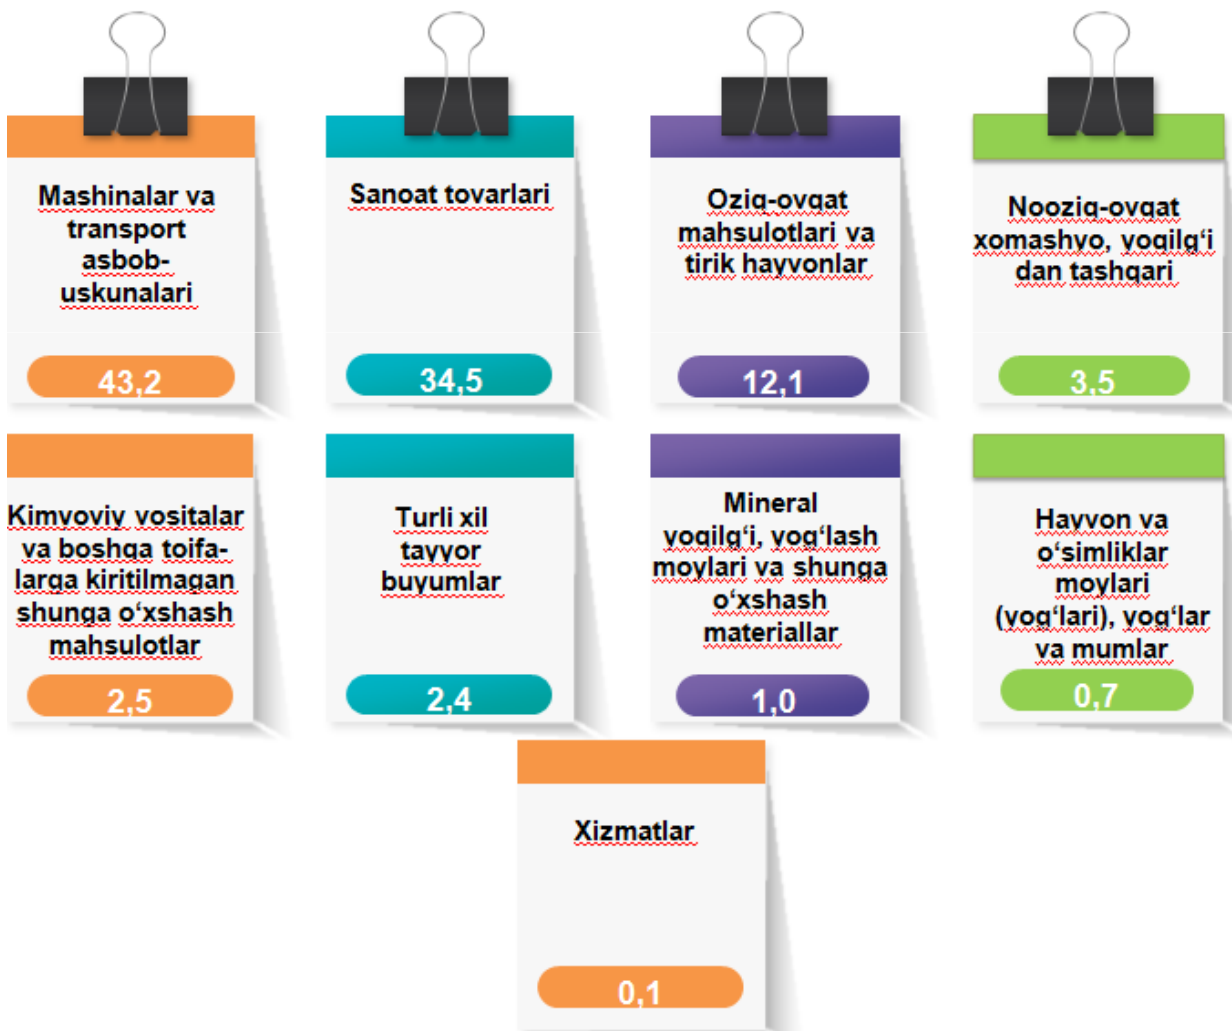 Mashinalar va
transport
asbob-
uskunalari
43,2
Sanoat tovarlari
34,5
Oziq-ovqat
mahsulotlari va
tirik hayvonlar
12,1
Nooziq-ovqat
xomashyo, yoqilg‘i
dan tashqari
3,5
Kimyoviy vositalar
va boshqa toifa-
larga kiritilmagan
shunga o‘xshash
mahsulotlar
2,5
Turli xil
tayyor
buyumlar
2,4
Mineral
yoqilg‘i, yog‘lash
moylari va shunga
o‘xshash
materiallar
1,0
Hayvon va
o‘simliklar
moylari
(yog‘lari), yog‘lar
va mumlar
0,7
Xizmatlar
0,1